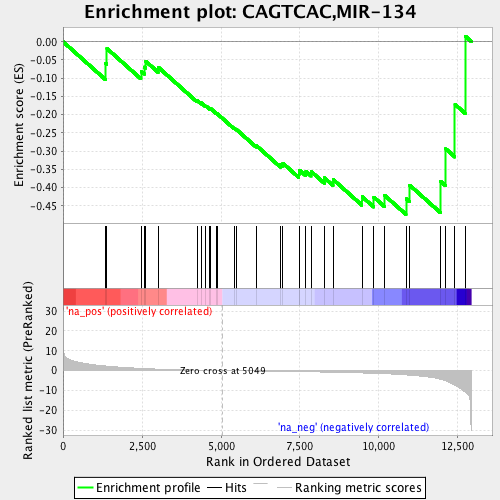 Enrichment plot: CAGTCAC,MIR-134
Enrichment score (ES)
0.00
-0.05
-0.10
-0.15
-0.20
-0.25
-0.30
-0.35
-0.40
-0.45
'na_pos' (positively correlated)
Ranked list metric (PreRanked)
30
20
10
0
-10
-20
-30
Zero cross at 5049
'na_neg' (negatively correlated)
0 2,500 5,000 7,500 10,000 12,500
Rank in Ordered Dataset
Enrichment profile Hits Ranking metric scores